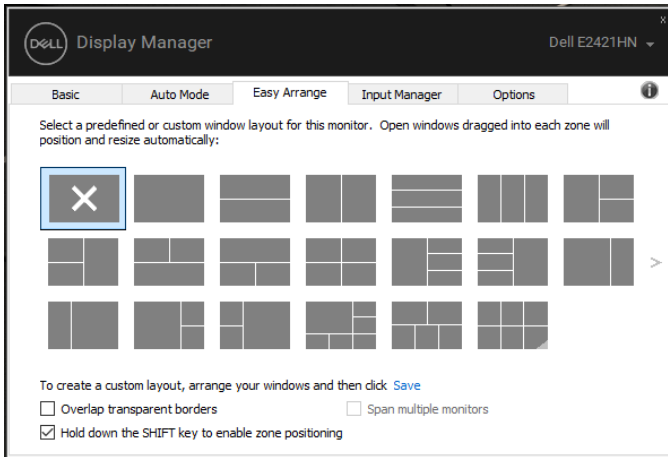 DELL Display Manager
Dell E2421HN
Basic Auto Mode Easy Arrange Input Manager Options
Select a predefined or custom window layout for this monitor. Open windows dragged into each zone will
position and resize automatically:
To create a custom layout, arrange your windows and then click Save
Overlap transparent borders
Span multiple monitors
Hold down the SHIFT key to enable zone positioning